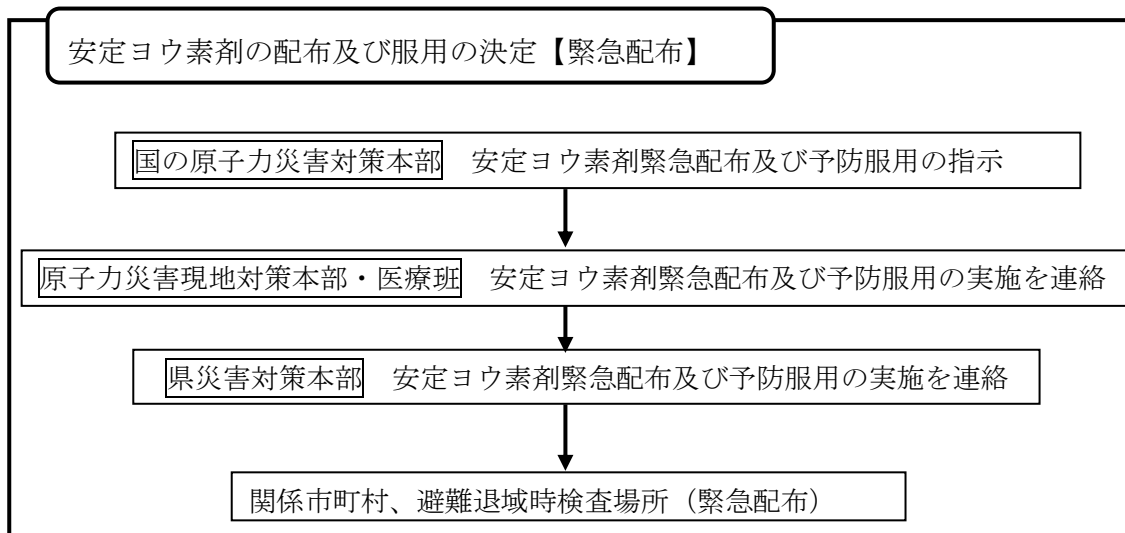 安定ヨウ素剤の配布及び服用の決定【緊急配布】
国の原子力災害対策本部　安定ヨウ素剤緊急配布及び予防服用の指示
原子力災害現地対策本部・医療班　安定ヨウ素剤緊急配布及び予防服用の実施を連絡
県災害対策本部　安定ヨウ素剤緊急配布及び予防服用の実施を連絡
関係市町村、避難退域時検査場所（緊急配布）